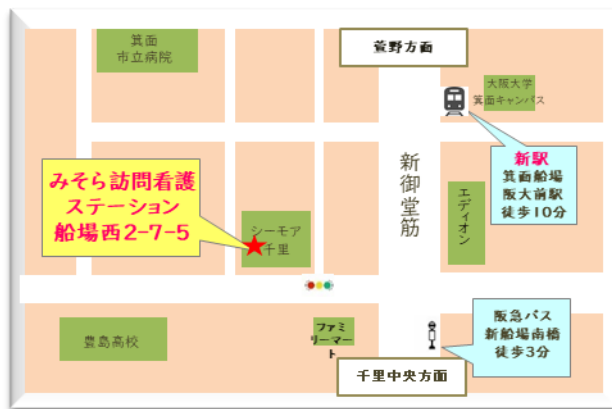 箕面
市立病院
萱野方面
大阪大学
箕面キャンパス
新駅
箕面船場
阪大前駅
徒歩10分
みそら訪問看護
ステーション
船場西2-7-5
シーモア
千里
新御堂筋
エディオン
豊島高校
ファミ
リーマー
ト
阪急バス
新船場南橋
徒歩3分
千里中央方面